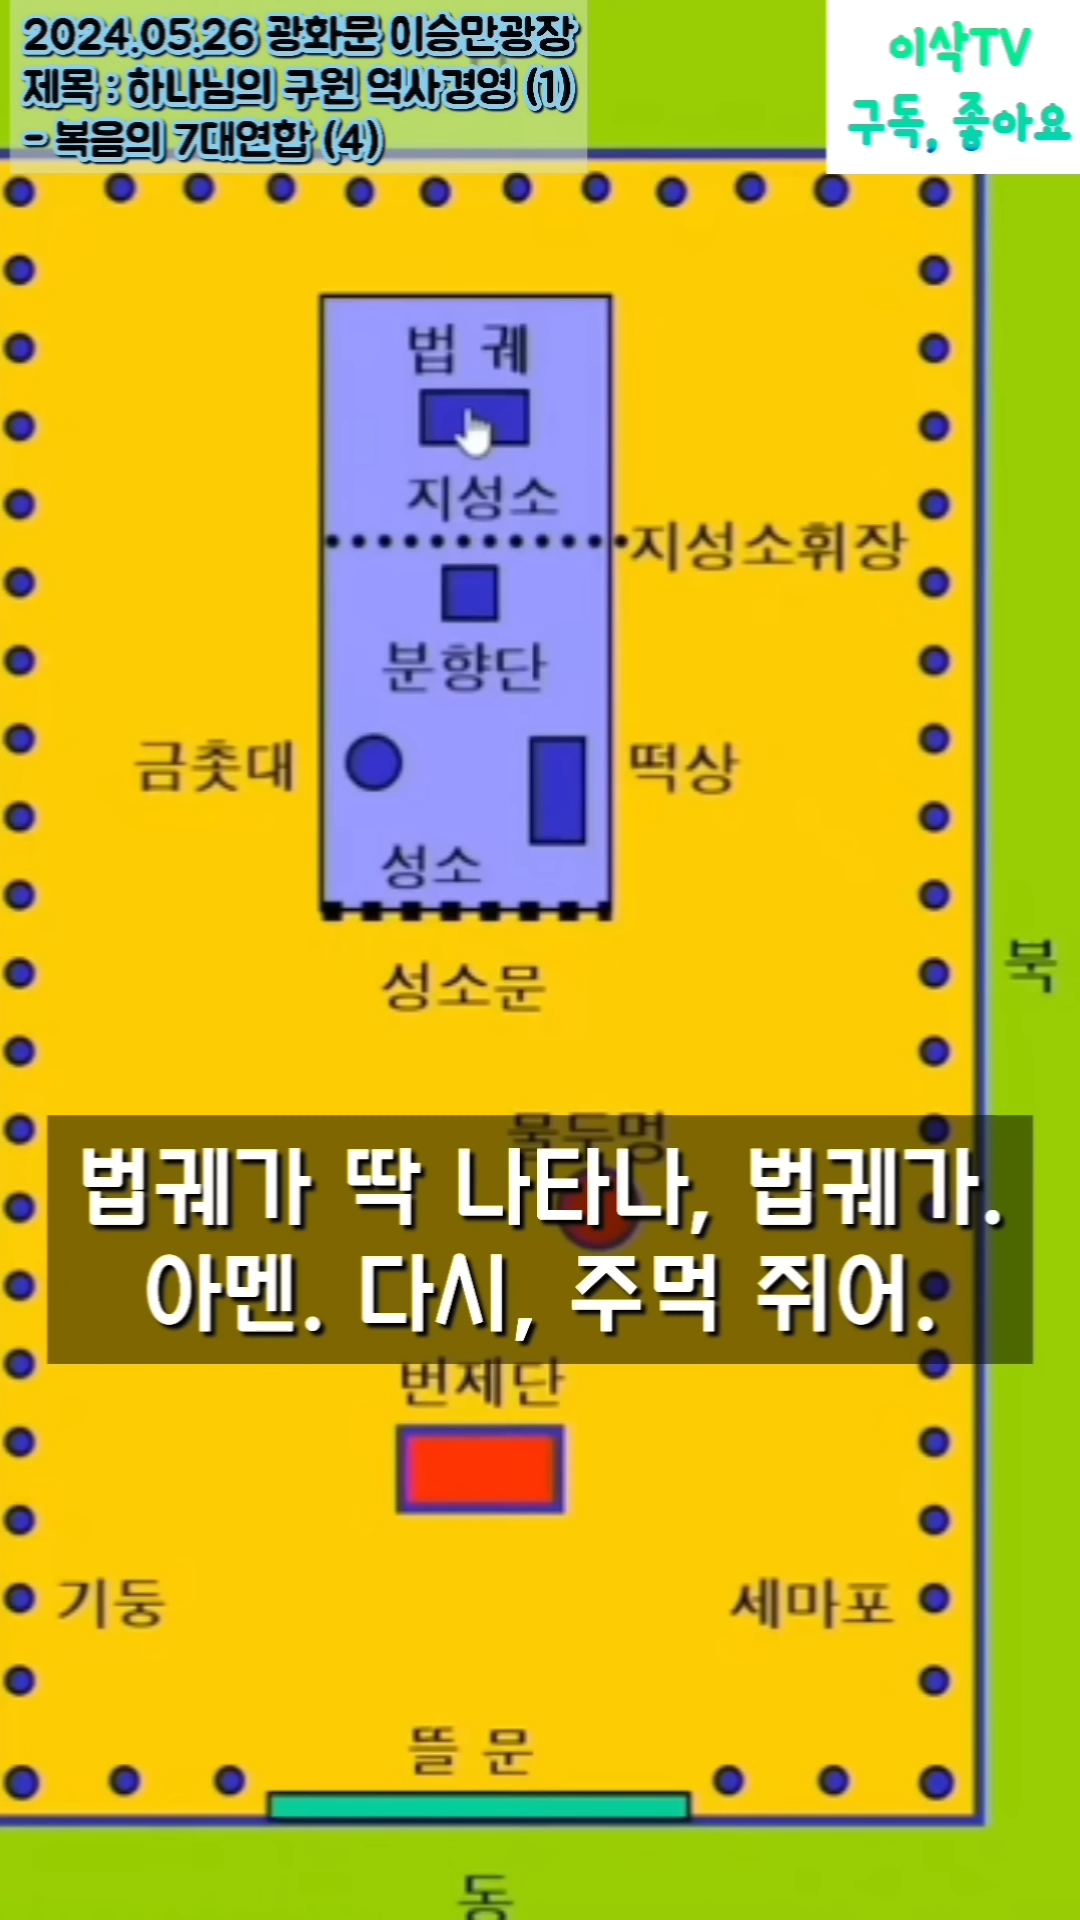 2024.05.26 광화문 이승만광장
제목 : 하나님의 구원 역사경영 (1)
- 복음의 7대연합 (4)
이삭TV
구독, 좋아요
법 궤
지성소
지성소휘장
분향단
금촛대
떡상
성소
성소문
북
물두멍
법궤가 딱 나타나, 법궤가.
아멘. 다시, 주먹 쥐어.
번제단
기둥
세마포
뜰 문
동